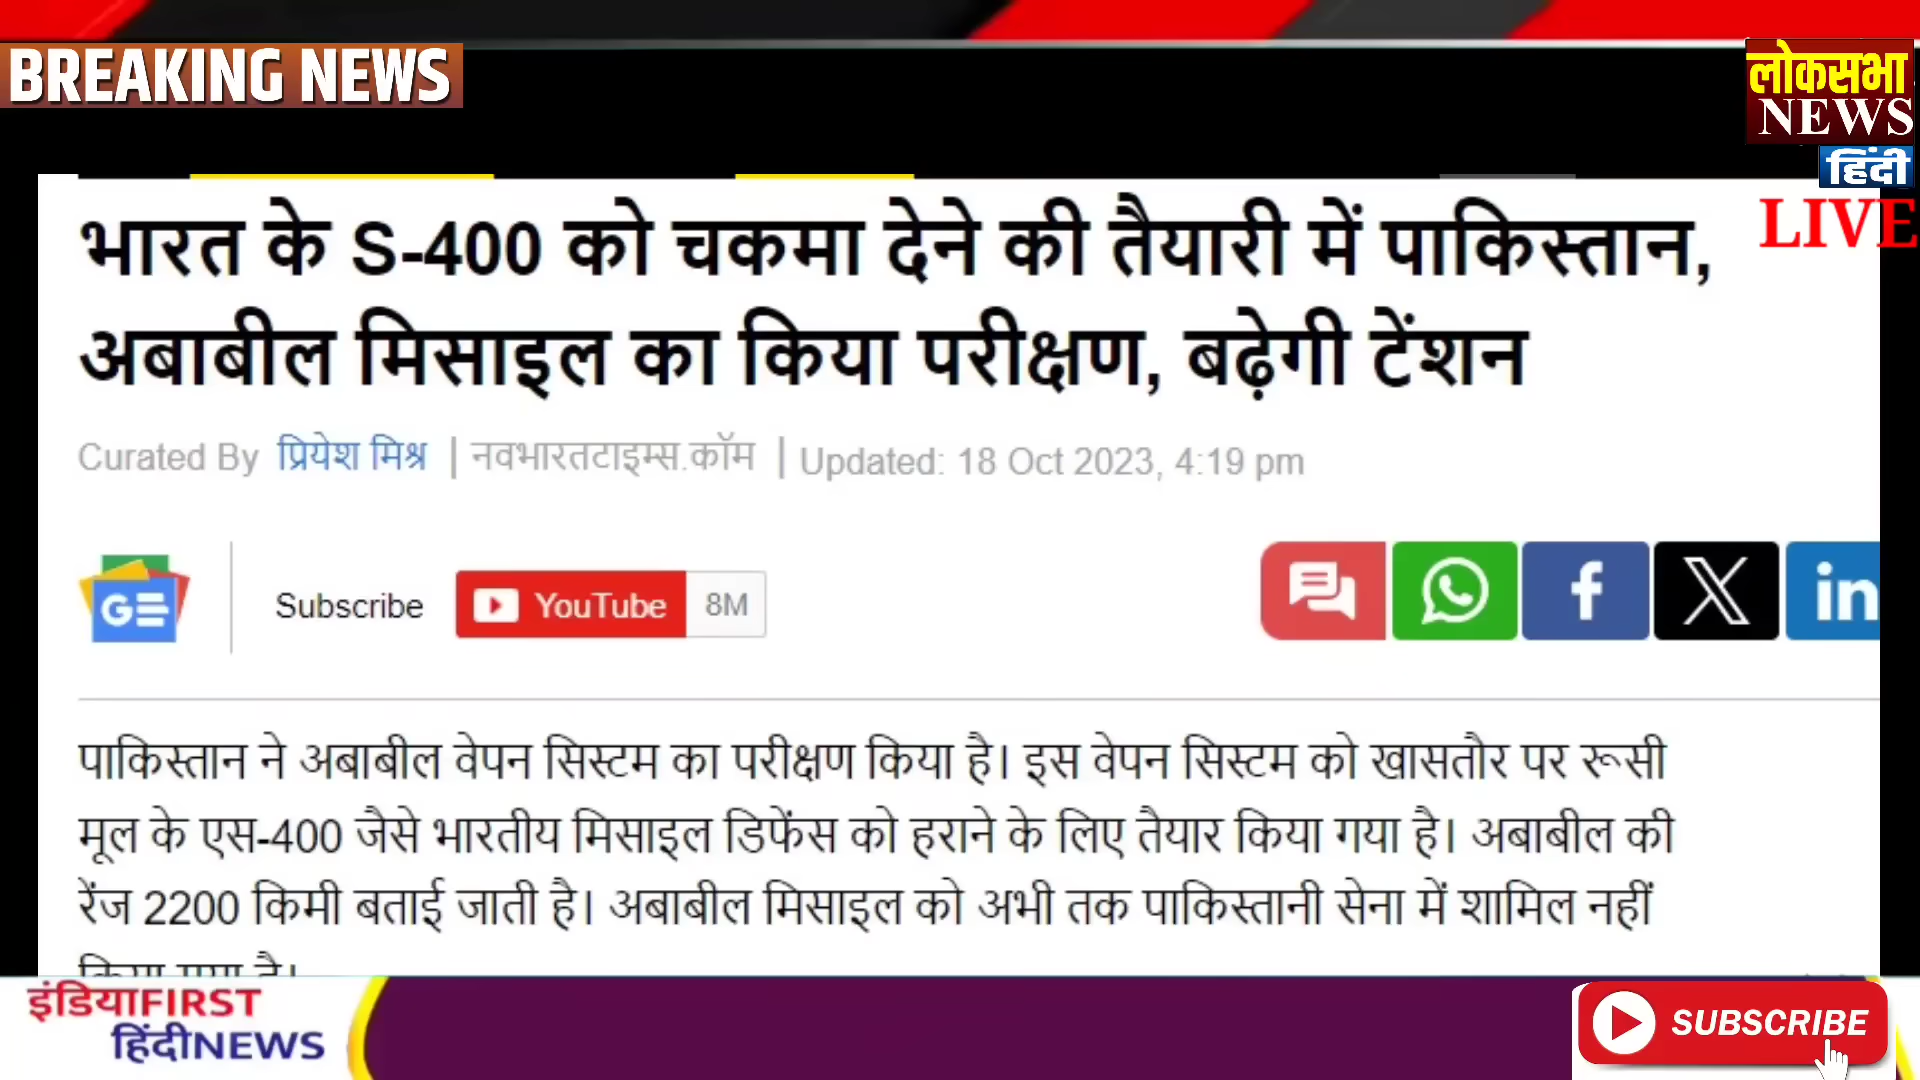 BREAKING NEWS
लोकसभा
NEWS
हिंदी
LIVE
भारत के S-400 को चकमा देने की तैयारी में पाकिस्तान,
अबाबील मिसाइल का किया परीक्षण, बढ़ेगी टेंशन
Curated By प्रियेश मिश्र | नवभारतटाइम्स.कॉम | Updated: 18 Oct 2023, 4:19 pm
Subscribe YouTube 8M
पाकिस्तान ने अबाबील वेपन सिस्टम का परीक्षण किया है। इस वेपन सिस्टम को खासतौर पर रूसी
मूल के एस-400 जैसे भारतीय मिसाइल डिफेंस को हराने के लिए तैयार किया गया है। अबाबील की
रेंज 2200 किमी बताई जाती है। अबाबील मिसाइल को अभी तक पाकिस्तानी सेना में शामिल नहीं
किया गया है।
इंडियाFIRST
हिंदीNEWS
SUBSCRIBE